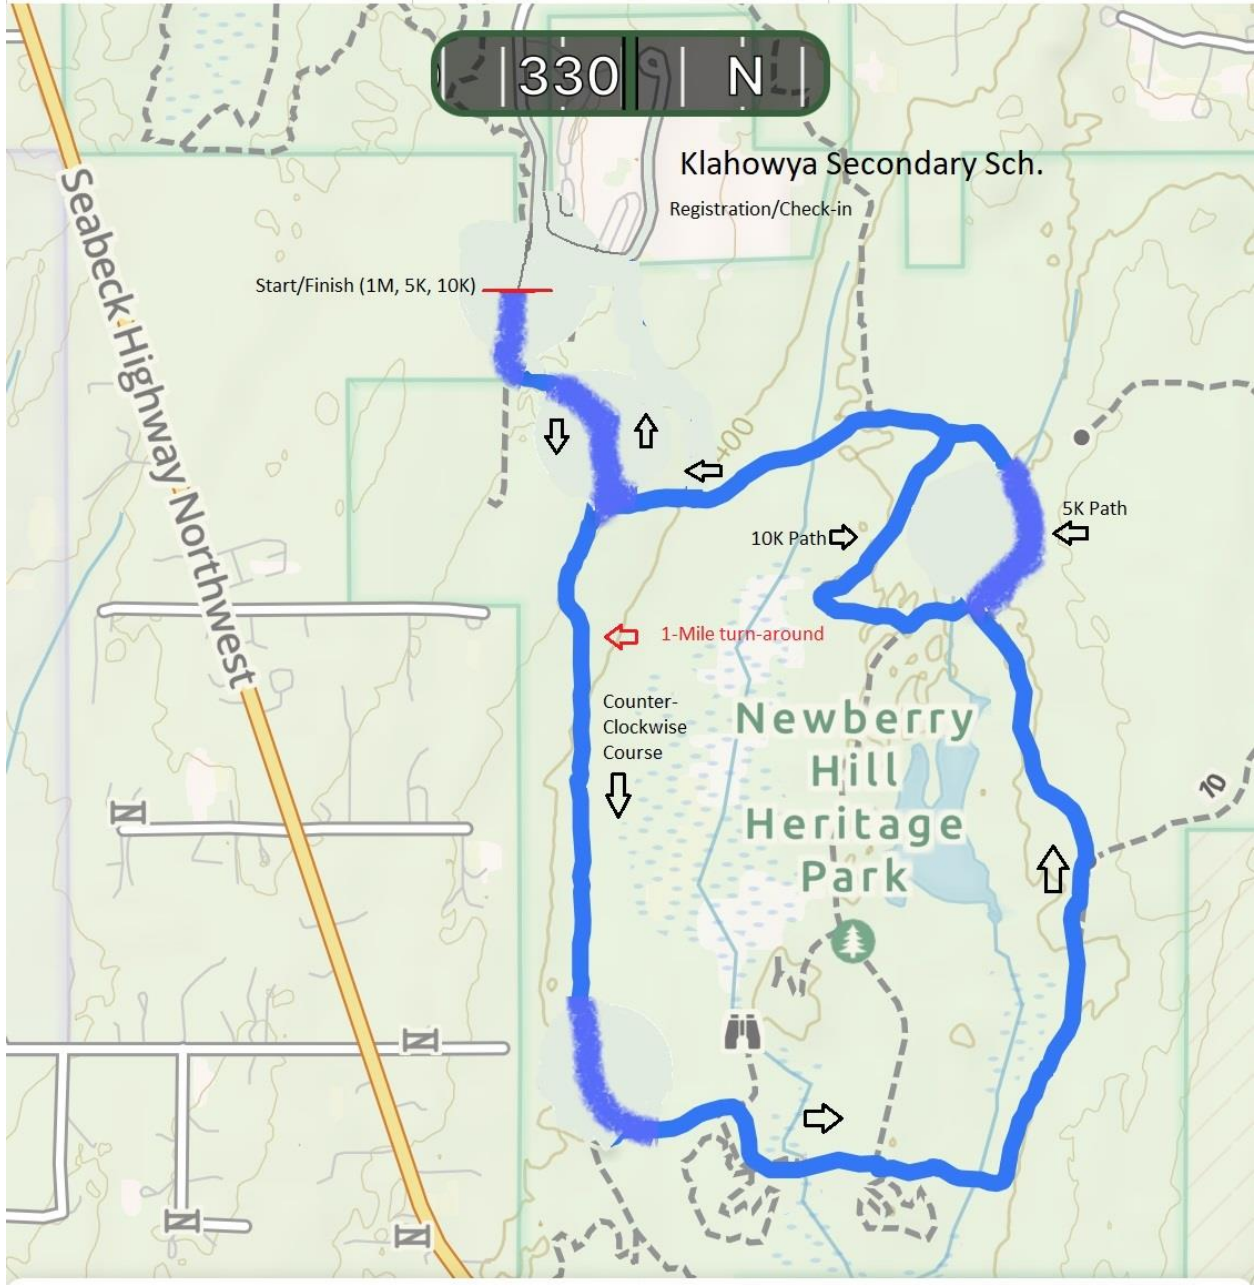 330 N
Klahowya Secondary Sch.
Registration/Check-in
Start/Finish (1M, 5K, 10K)
Seabeck Highway Northwest
+00
5K Path
10K Path
1-Mile turn-around
Counter-
Clockwise
Course
Newberry
Hill
Heritage
Park
10